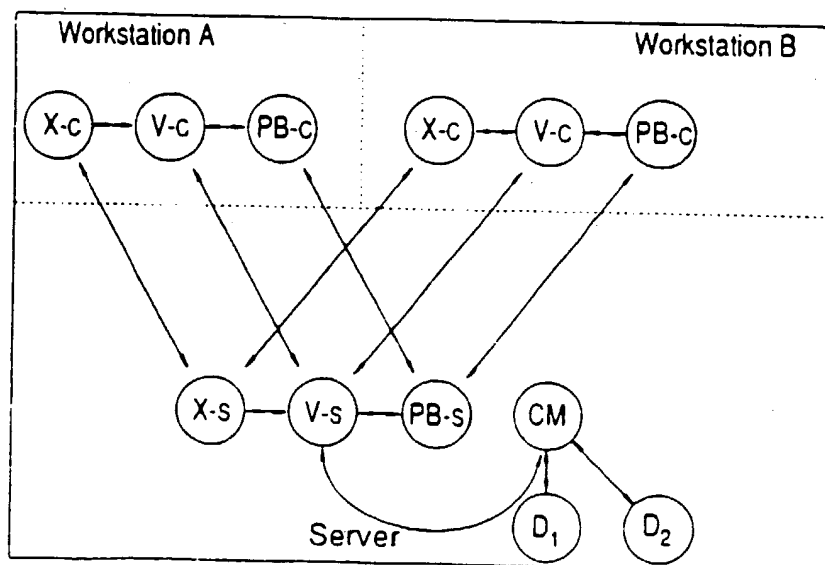 Workstation A
Workstation B
X-c V-c PB-c X-c V-c PB-c
X-s V-s PB-s CM
Server
D₁ D₂